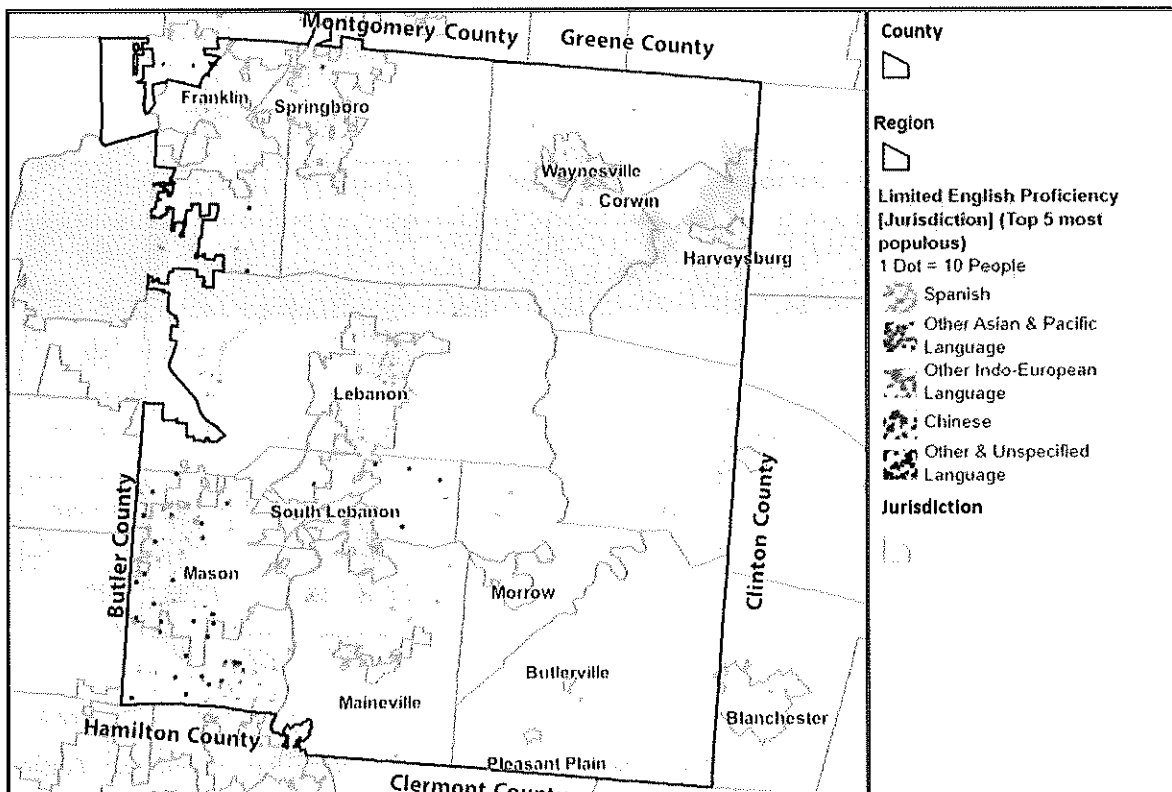 Montgomery County
Greene County
Franklin
Springboro
Waynesville
Corwin
Harveysburg
Lebanon
South Lebanon
Butler County
Mason
Morrow
Clinton County
Butlerville
Maineville
Blanchester
Hamilton County
Pleasant Plain
Clermont County
County
Region
Limited English Proficiency
[Jurisdiction] (Top 5 most
populous)
1 Dot = 10 People
Spanish
Other Asian & Pacific
Language
Other Indo-European
Language
Chinese
Other & Unspecified
Language
Jurisdiction